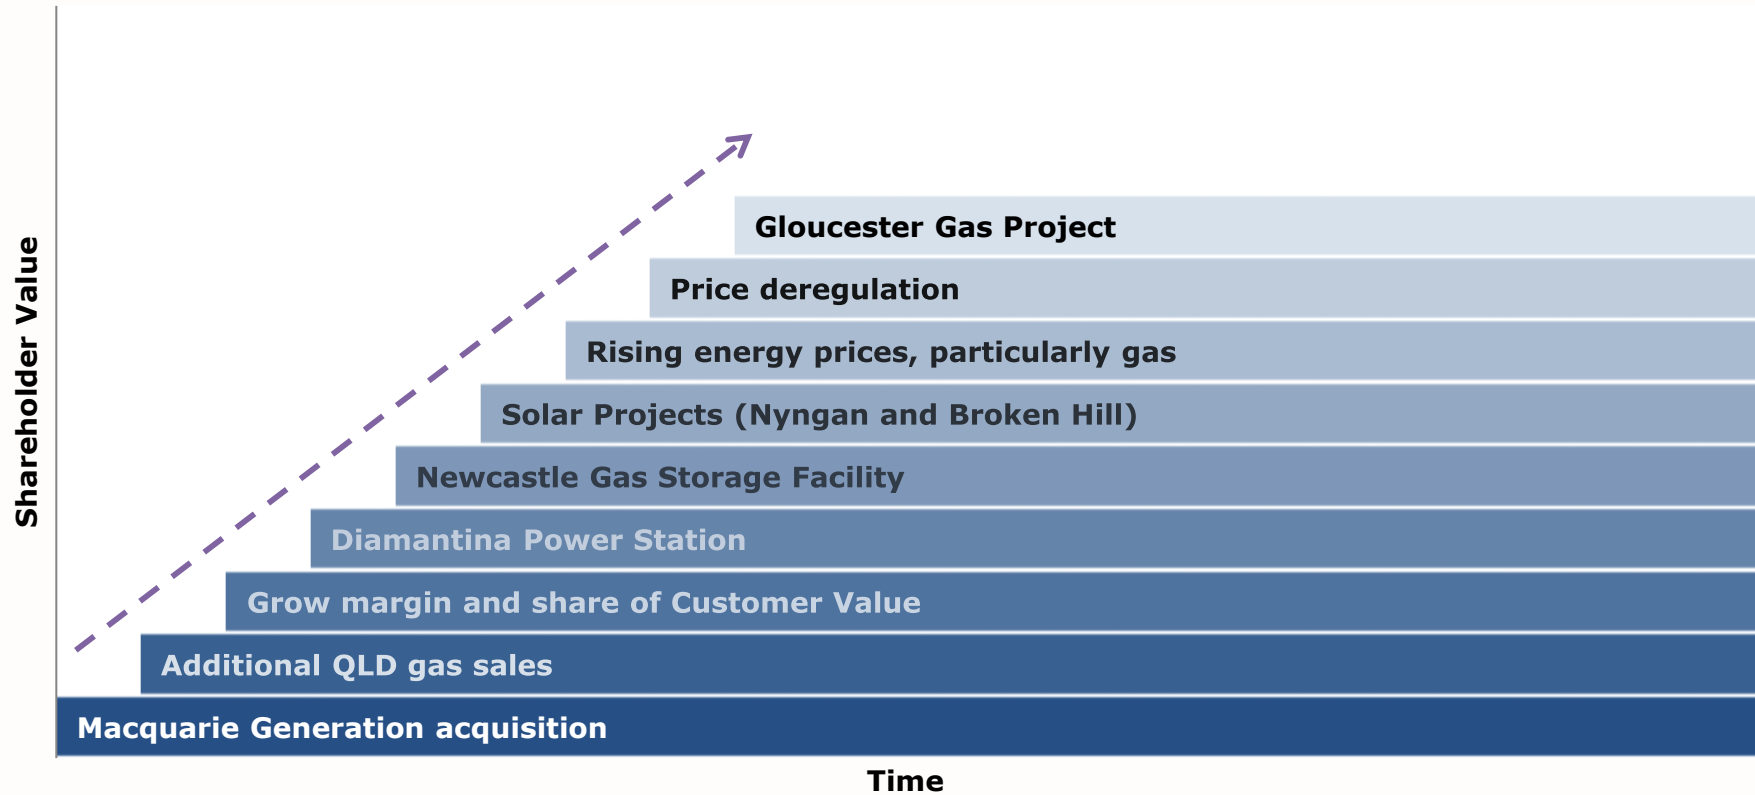 Shareholder Value
Gloucester Gas Project
Price deregulation
Rising energy prices, particularly gas
Solar Projects (Nyngan and Broken Hill)
Newcastle Gas Storage Facility
Diamantina Power Station
Grow margin and share of Customer Value
Additional QLD gas sales
Macquarie Generation acquisition
Time